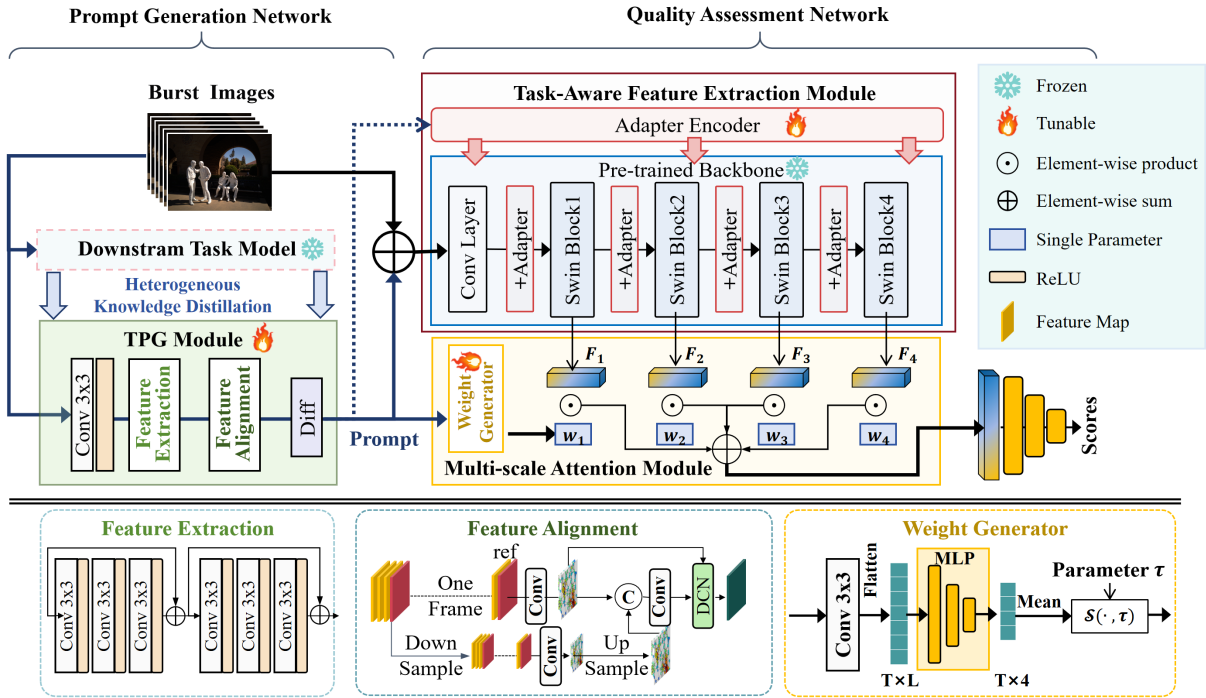 Prompt Generation Network
Quality Assessment Network
Burst Images
Downstram Task Model
Heterogeneous
Knowledge Distillation
TPG Module
Conv 3x3
Feature
Extraction
Feature
Alignment
Diff
Prompt
Task-Aware Feature Extraction Module
Adapter Encoder
Pre-trained Backbone
Conv Layer
+Adapter
Swin Block1
+Adapter
Swin Block2
+Adapter
Swin Block3
+Adapter
Swin Block4
F1
F2
F3
F4
Weight
Generator
w1
w2
w3
w4
Multi-scale Attention Module
Scores
Frozen
Tunable
Element-wise product
Element-wise sum
Single Parameter
ReLU
Feature Map
Feature Extraction
Conv 3x3
Conv 3x3
Conv 3x3
Conv 3x3
Conv 3x3
Conv 3x3
Feature Alignment
ref
One
Frame
Conv
C
Conv
DCN
Down
Sample
Conv
Up
Sample
Weight Generator
Conv 3x3
Flatten
T×L
MLP
T×4
Mean
Parameter τ
𝒮(· , τ)